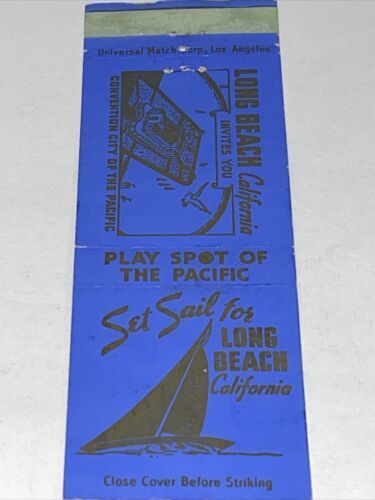 Universal Match Corp., Los Angeles
LONG BEACH California
INVITES YOU
CONVENTION CITY OF THE PACIFIC
PLAY SPOT OF
THE PACIFIC
Set Sail for
LONG
BEACH
California
Close Cover Before Striking